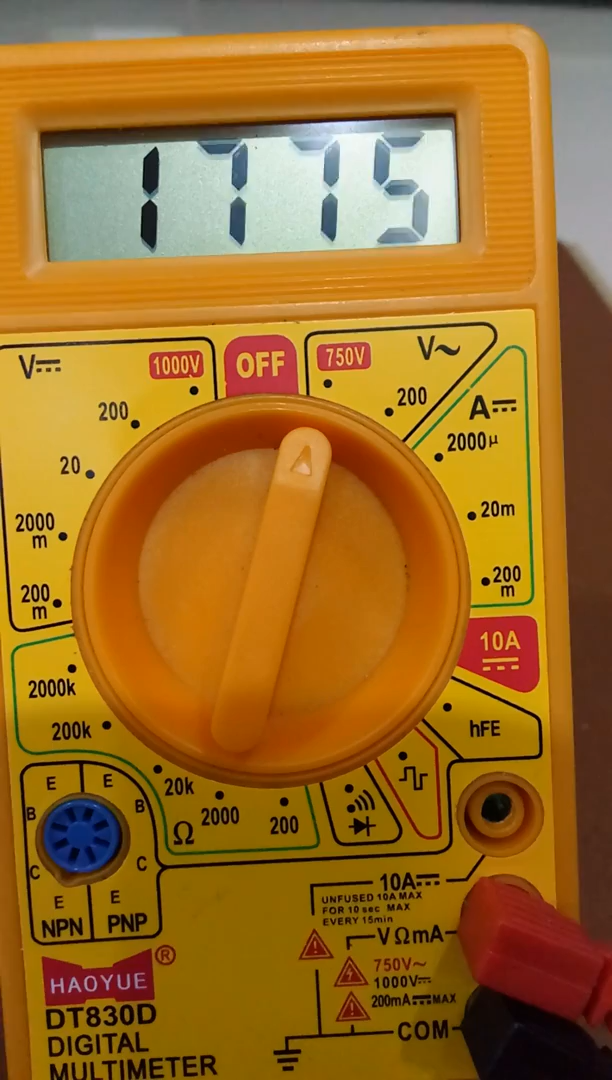 1775
V⎓
1000V
OFF
750V
V~
200
200
A⎓
20
2000µ
2000
m
20m
200
m
200
m
10A
⎓
2000k
200k
hFE
20k
2000
200
Ω
E
E
B
B
C
C
E
E
NPN
PNP
10A⎓
UNFUSED 10A MAX
FOR 10 sec MAX
EVERY 15min
VΩmA
750V~
1000V⎓
200mA⎓MAX
COM
HAOYUE ®
DT830D
DIGITAL
MULTIMETER